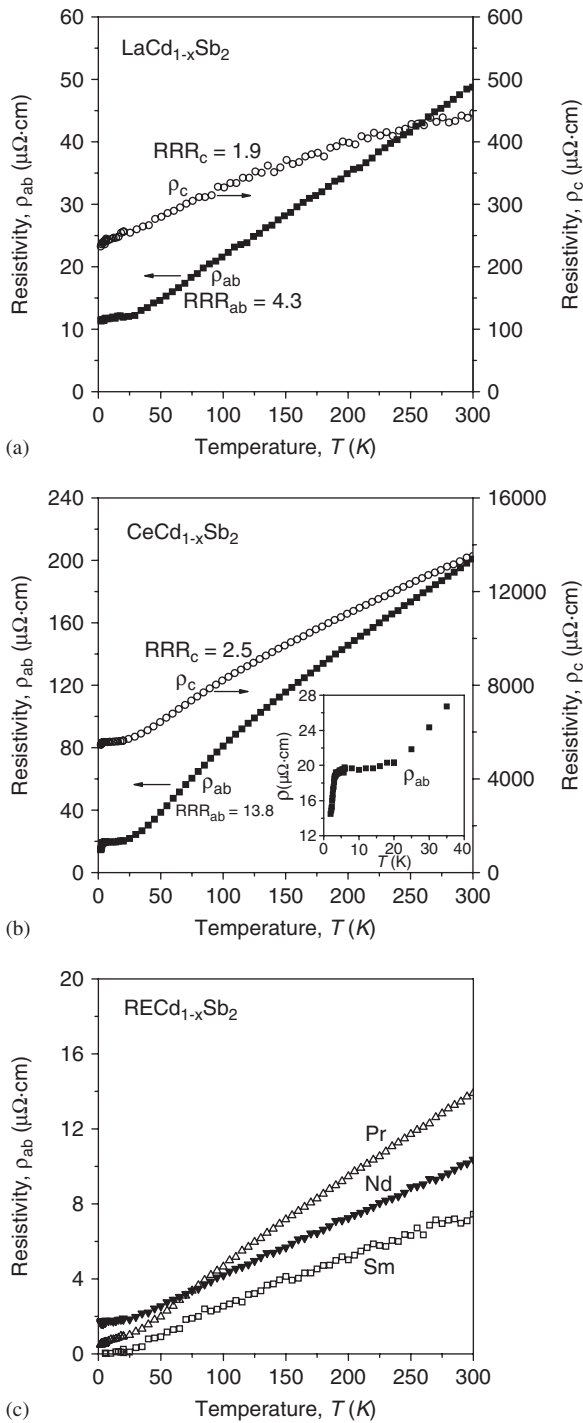 60
600
LaCd1-xSb2
50
500
40
400
RRRc = 1.9
30
ρc
300
20
200
ρab
RRRab = 4.3
10
100
0
0
0 50 100 150 200 250 300
Resistivity, ρab (μΩ·cm)
Resistivity, ρc (μΩ·cm)
(a)
Temperature, T (K)
240
16000
CeCd1-xSb2
200
12000
160
RRRc = 2.5
120
ρc
8000
28
80
24
ρab
20
ρab
4000
40
RRRab = 13.8
16
12
0
0
0 10 20 30 40
ρ(μΩ·cm)
T (K)
0 50 100 150 200 250 300
Resistivity, ρab (μΩ·cm)
Resistivity, ρc (μΩ·cm)
(b)
Temperature, T (K)
20
RECd1-xSb2
16
12
Pr
8
Nd
4
Sm
0
0 50 100 150 200 250 300
Resistivity, ρab (μΩ·cm)
(c)
Temperature, T (K)